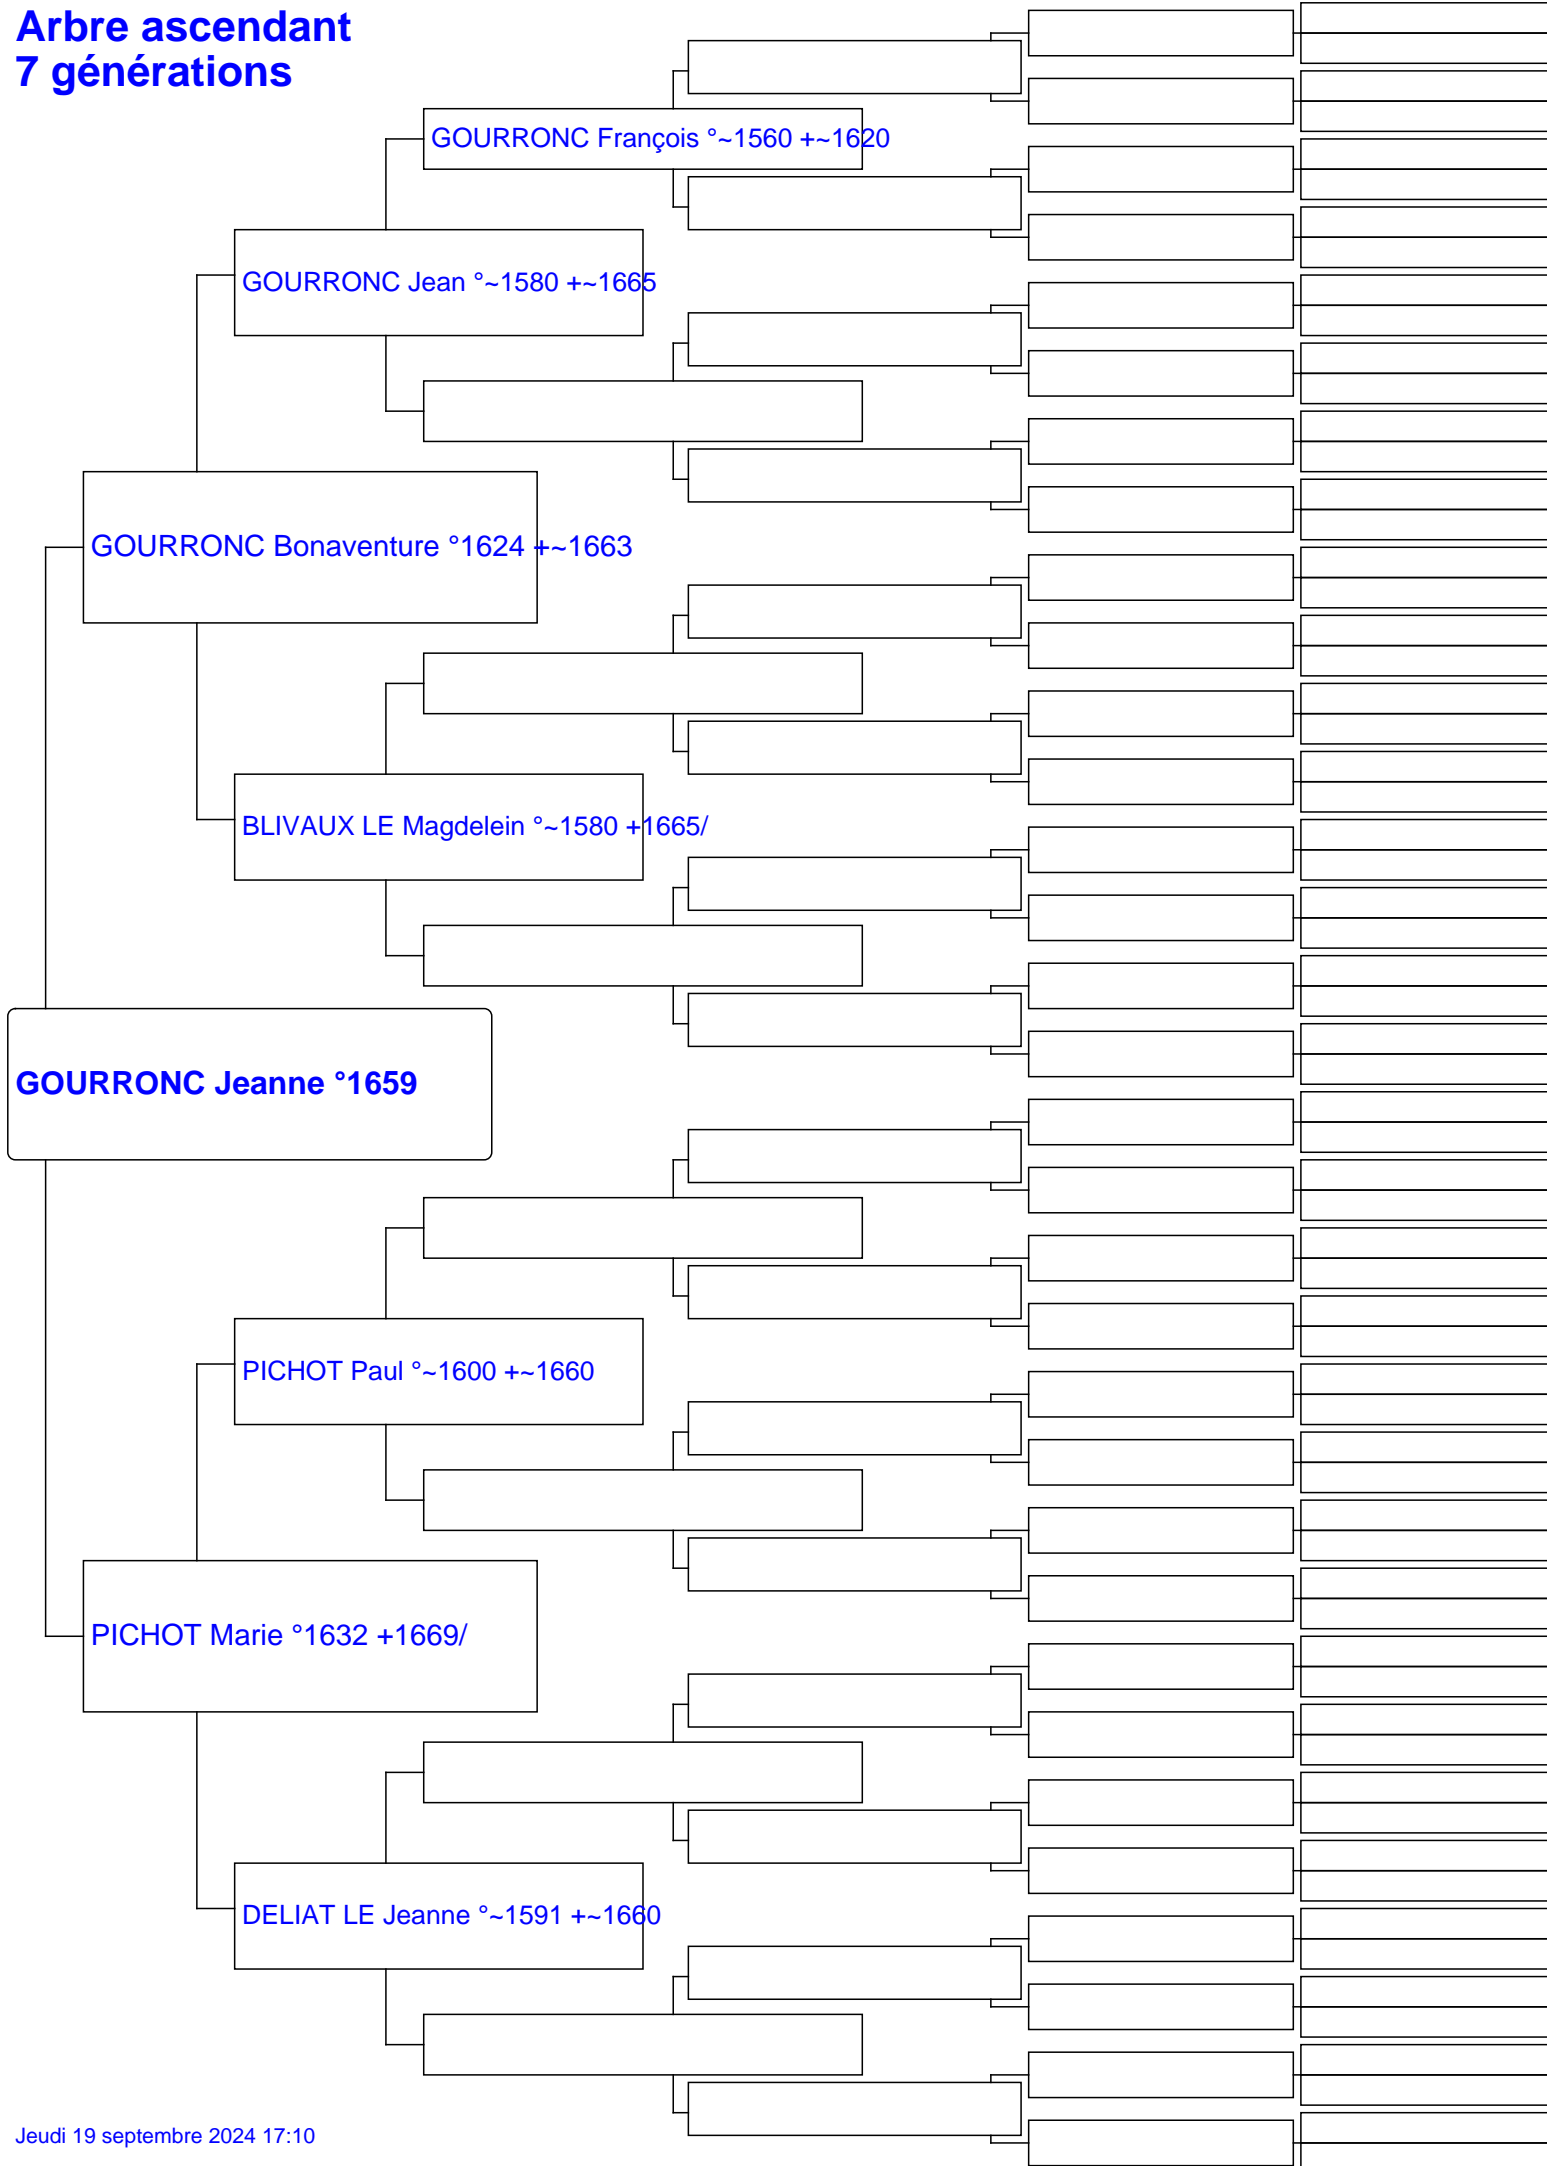 Arbre ascendant
7 générations
GOURRONC François °~1560 +~1620
GOURRONC Jean °~1580 +~1665
GOURRONC Bonaventure °1624 +~1663
BLIVAUX LE Magdelein °~1580 +1665/
GOURRONC Jeanne °1659
PICHOT Paul °~1600 +~1660
PICHOT Marie °1632 +1669/
DELIAT LE Jeanne °~1591 +~1660
Jeudi 19 septembre 2024 17:10